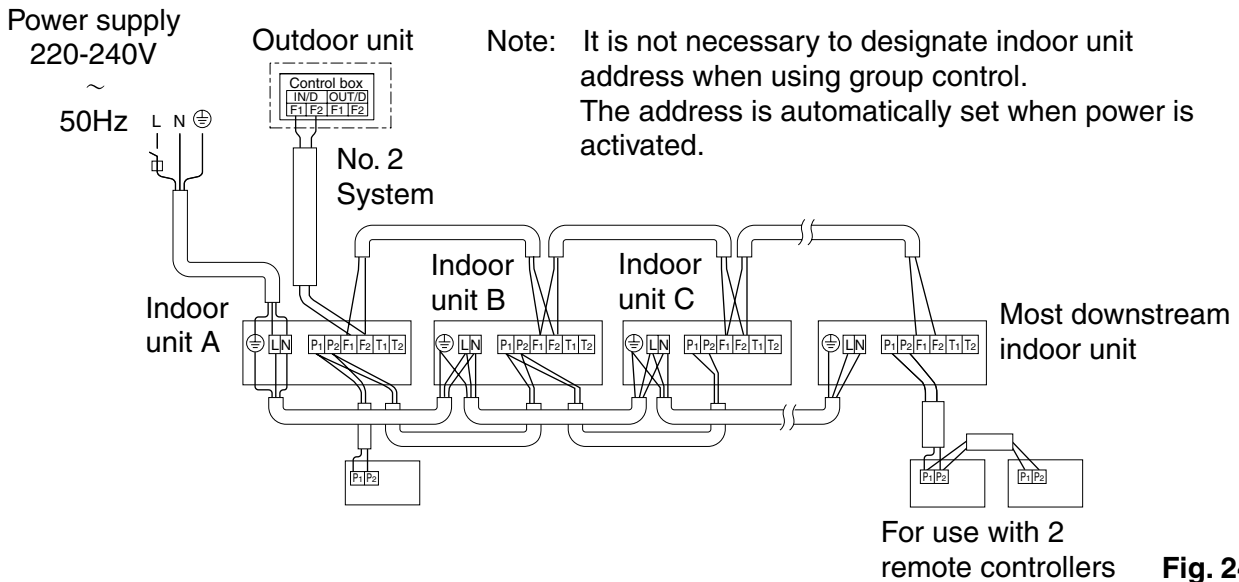 Power supply
220-240V
~
50Hz
L N
Outdoor unit
Control box
IN/D OUT/D
F1 F2 F1 F2
Note: It is not necessary to designate indoor unit
address when using group control.
The address is automatically set when power is
activated.
No. 2
System
Indoor
unit A
Indoor
unit B
Indoor
unit C
Most downstream
indoor unit
L N P1 P2 F1 F2 T1 T2
L N P1 P2 F1 F2 T1 T2
L N P1 P2 F1 F2 T1 T2
L N P1 P2 F1 F2 T1 T2
P1 P2
P1 P2
P1 P2
For use with 2
remote controllers
Fig. 2